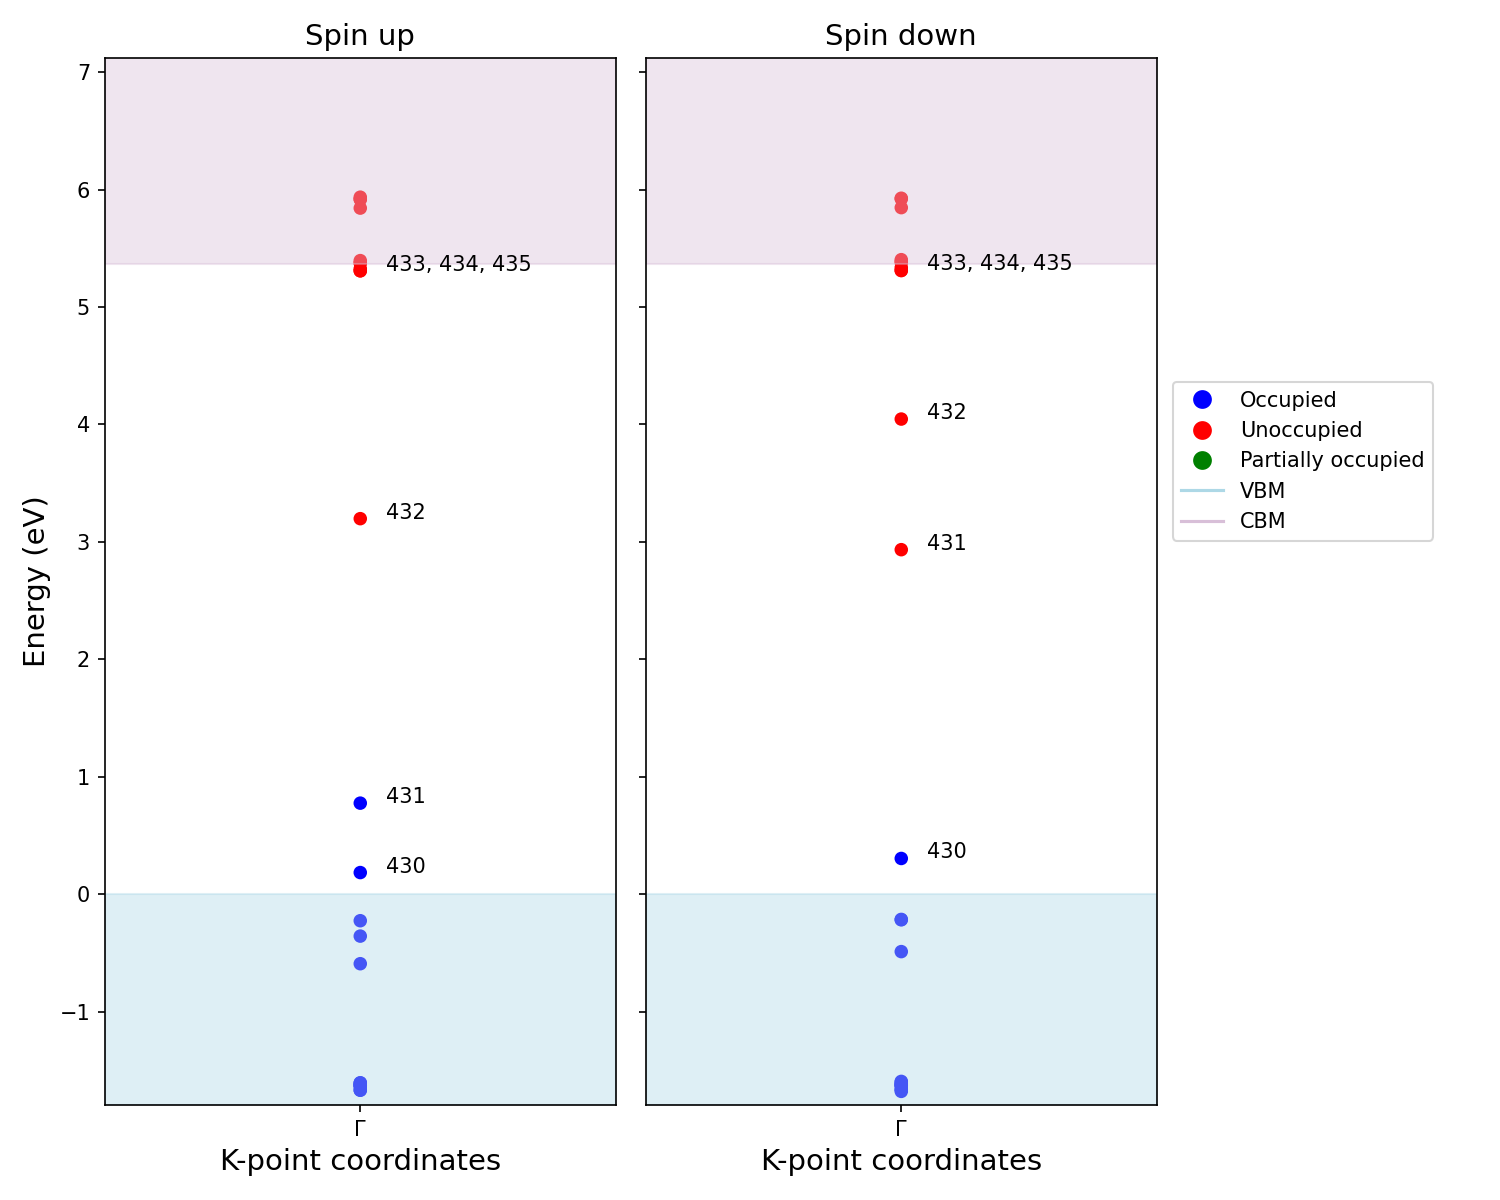 Spin up
Spin down
Energy (eV)
7
6
5
4
3
2
1
0
−1
433, 434, 435
432
431
430
433, 434, 435
432
431
430
Γ
Γ
K-point coordinates
K-point coordinates
Occupied
Unoccupied
Partially occupied
VBM
CBM